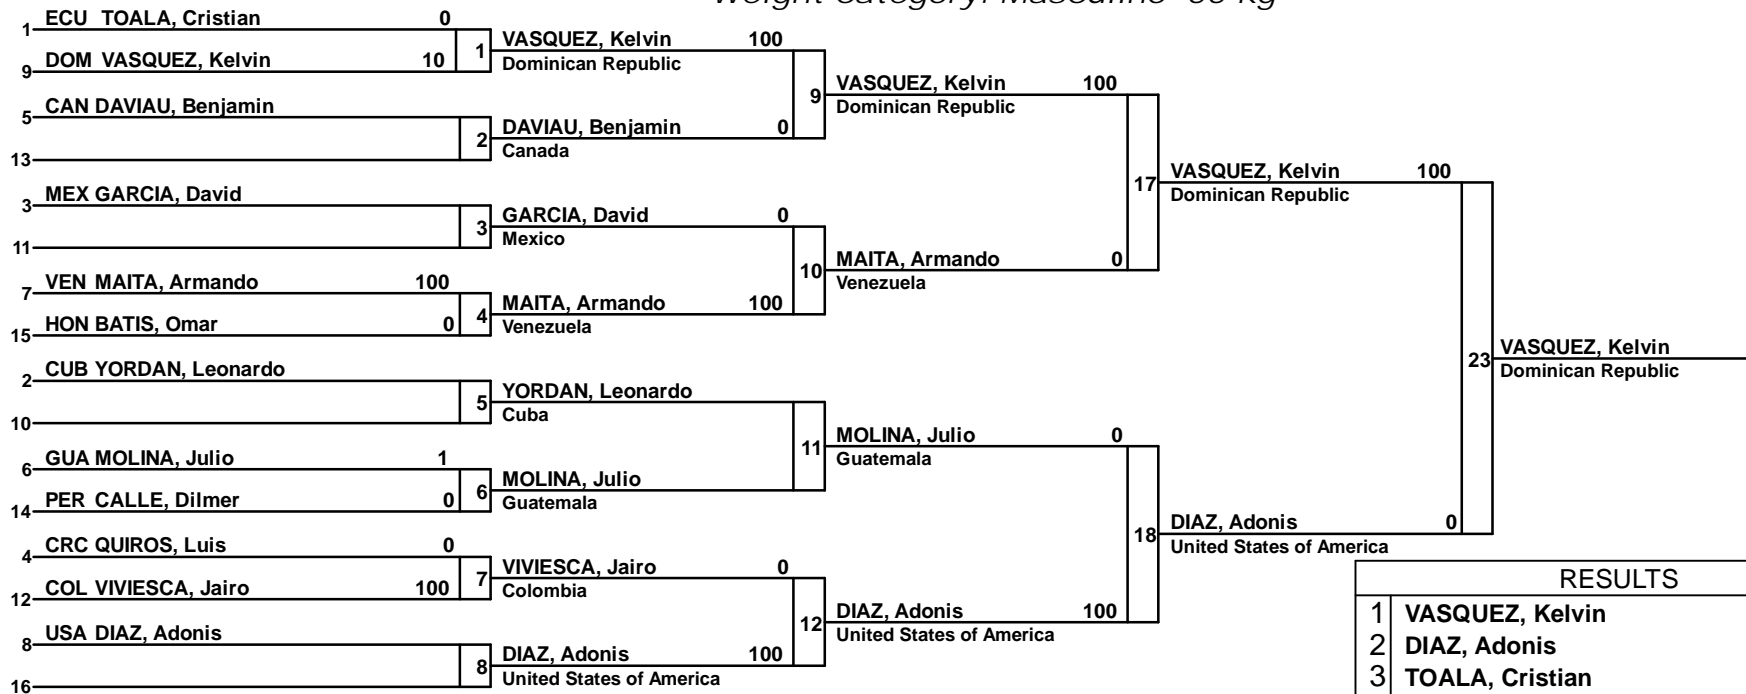 1 ECU TOALA, Cristian 0
9 DOM VASQUEZ, Kelvin 10
1
5 CAN DAVIAU, Benjamin
13
2
3 MEX GARCIA, David
11
3
7 VEN MAITA, Armando 100
15 HON BATIS, Omar 0
4
2 CUB YORDAN, Leonardo
10
5
6 GUA MOLINA, Julio 1
14 PER CALLE, Dilmer 0
6
4 CRC QUIROS, Luis 0
12 COL VIVIESCA, Jairo 100
7
8 USA DIAZ, Adonis
16
8
VASQUEZ, Kelvin 100
Dominican Republic
DAVIAU, Benjamin 0
Canada
9
GARCIA, David 0
Mexico
MAITA, Armando 100
Venezuela
10
YORDAN, Leonardo
Cuba
MOLINA, Julio
Guatemala
11
VIVIESCA, Jairo 0
Colombia
DIAZ, Adonis 100
United States of America
12
VASQUEZ, Kelvin 100
Dominican Republic
MAITA, Armando 0
Venezuela
17
MOLINA, Julio 0
Guatemala
DIAZ, Adonis 100
United States of America
18
VASQUEZ, Kelvin 100
Dominican Republic
DIAZ, Adonis 0
United States of America
23
VASQUEZ, Kelvin
Dominican Republic
RESULTS
1 VASQUEZ, Kelvin
2 DIAZ, Adonis
3 TOALA, Cristian